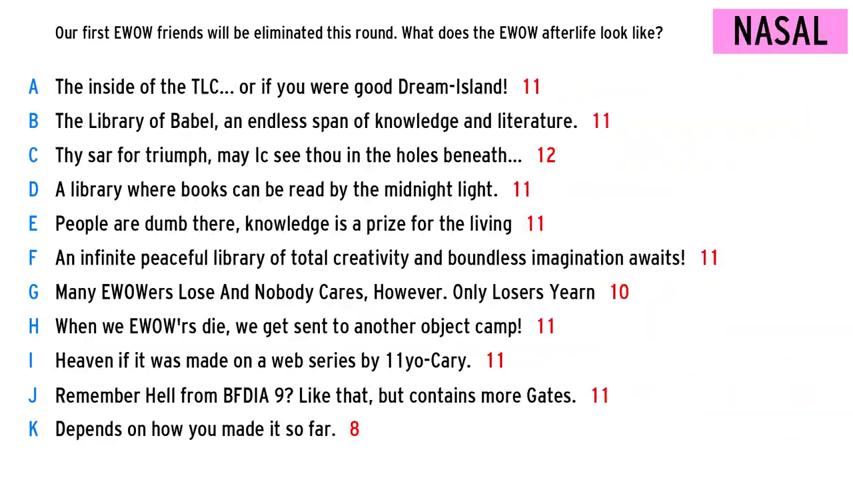 Our first EWOW friends will be eliminated this round. What does the EWOW afterlife look like?
NASAL
A The inside of the TLC... or if you were good Dream-Island! 11
B The Library of Babel, an endless span of knowledge and literature. 11
C Thy sar for triumph, may Ic see thou in the holes beneath... 12
D A library where books can be read by the midnight light. 11
E People are dumb there, knowledge is a prize for the living 11
F An infinite peaceful library of total creativity and boundless imagination awaits! 11
G Many EWOWers Lose And Nobody Cares, However. Only Losers Yearn 10
H When we EWOW'rs die, we get sent to another object camp! 11
I Heaven if it was made on a web series by 11yo-Cary. 11
J Remember Hell from BFDIA 9? Like that, but contains more Gates. 11
K Depends on how you made it so far. 8